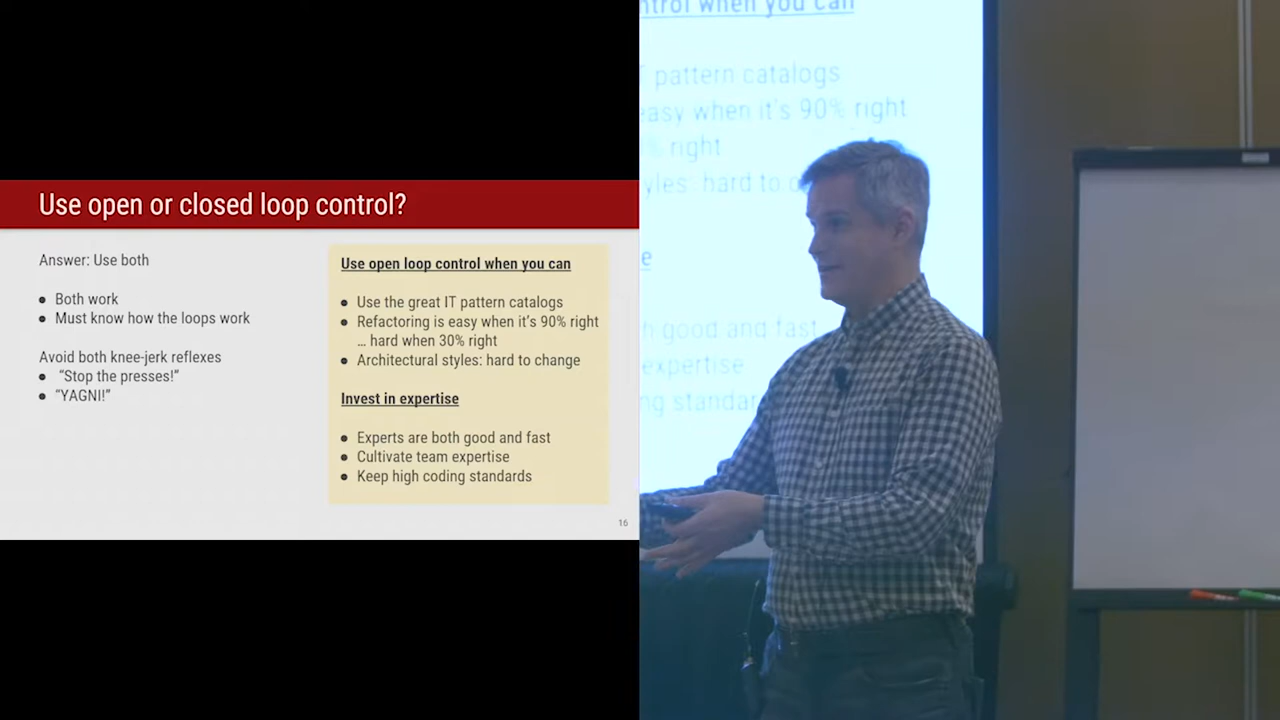 Use open or closed loop control?
Answer: Use both
● Both work
● Must know how the loops work
Avoid both knee-jerk reflexes
● “Stop the presses!”
● “YAGNI!”
Use open loop control when you can
● Use the great IT pattern catalogs
● Refactoring is easy when it's 90% right
… hard when 30% right
● Architectural styles: hard to change
Invest in expertise
● Experts are both good and fast
● Cultivate team expertise
● Keep high coding standards
16
when you can
pattern catalogs
easy when it's 90% right
% right
hard to
good and fast
expertise